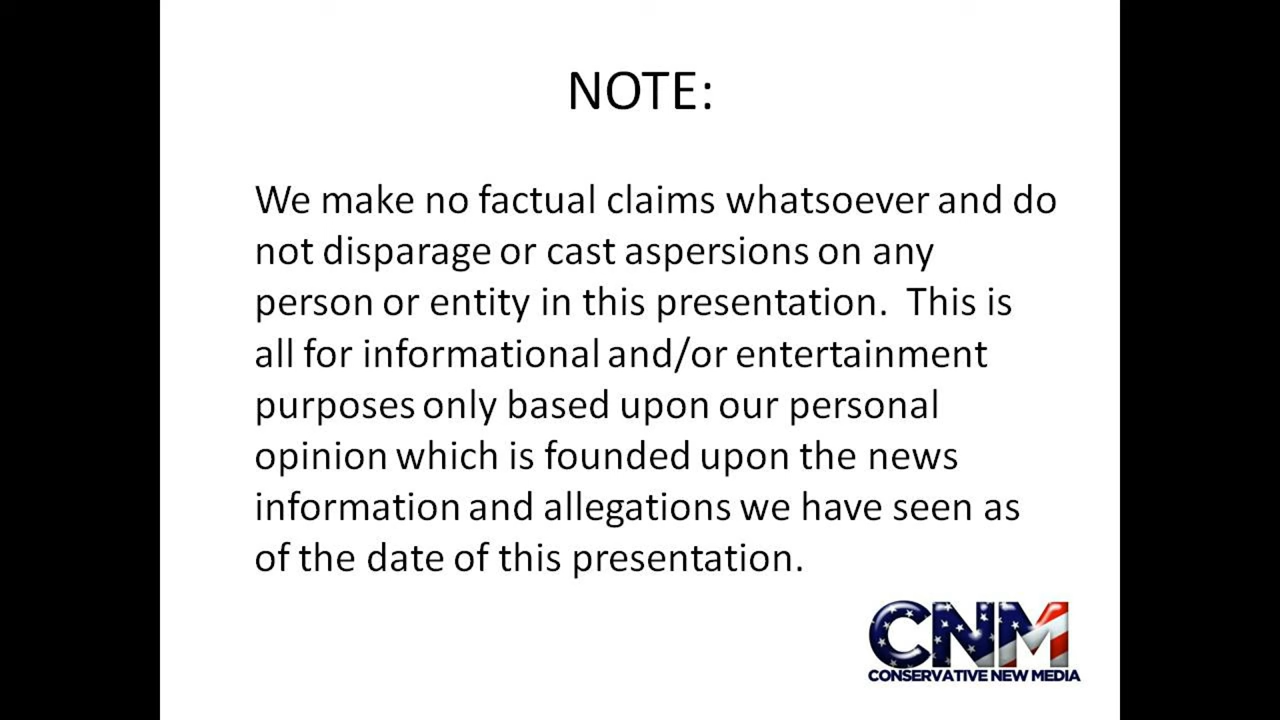 NOTE:
We make no factual claims whatsoever and do
not disparage or cast aspersions on any
person or entity in this presentation.  This is
all for informational and/or entertainment
purposes only based upon our personal
opinion which is founded upon the news
information and allegations we have seen as
of the date of this presentation.
CNM
CONSERVATIVE NEW MEDIA